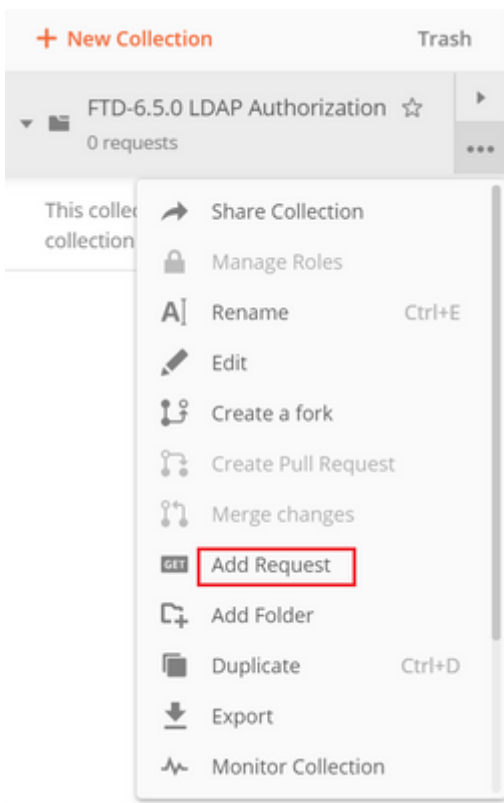 + New Collection Trash
FTD-6.5.0 LDAP Authorization
0 requests
This collec
collection
Share Collection
Manage Roles
Rename Ctrl+E
Edit
Create a fork
Create Pull Request
Merge changes
GET Add Request
Add Folder
Duplicate Ctrl+D
Export
Monitor Collection